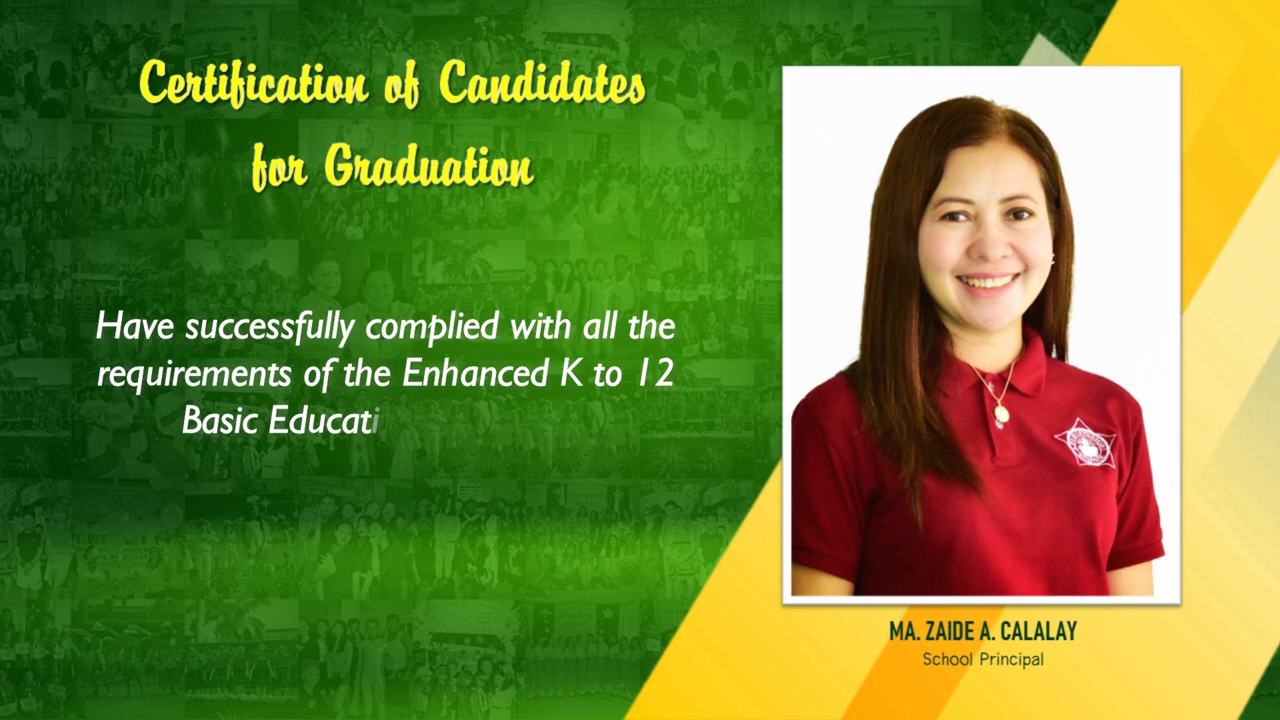 Certification of Candidates
for Graduation
Have successfully complied with all the
requirements of the Enhanced K to 12
Basic Educati
MA. ZAIDE A. CALALAY
School Principal